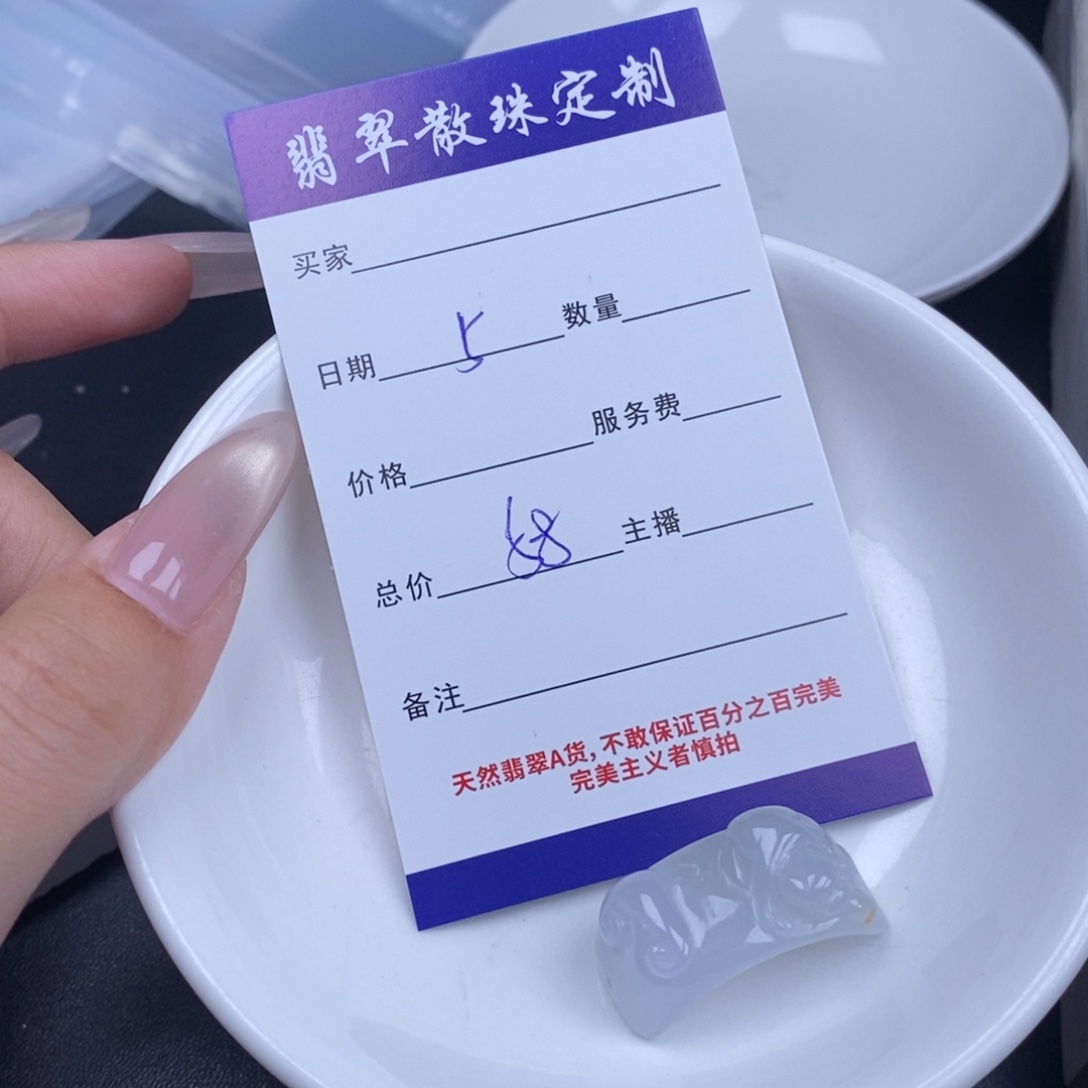 翡翠散珠定制
买家
日期 5 数量
价格 服务费
总价 68 主播
备注
天然翡翠A货,不敢保证百分之百完美
完美主义者慎拍